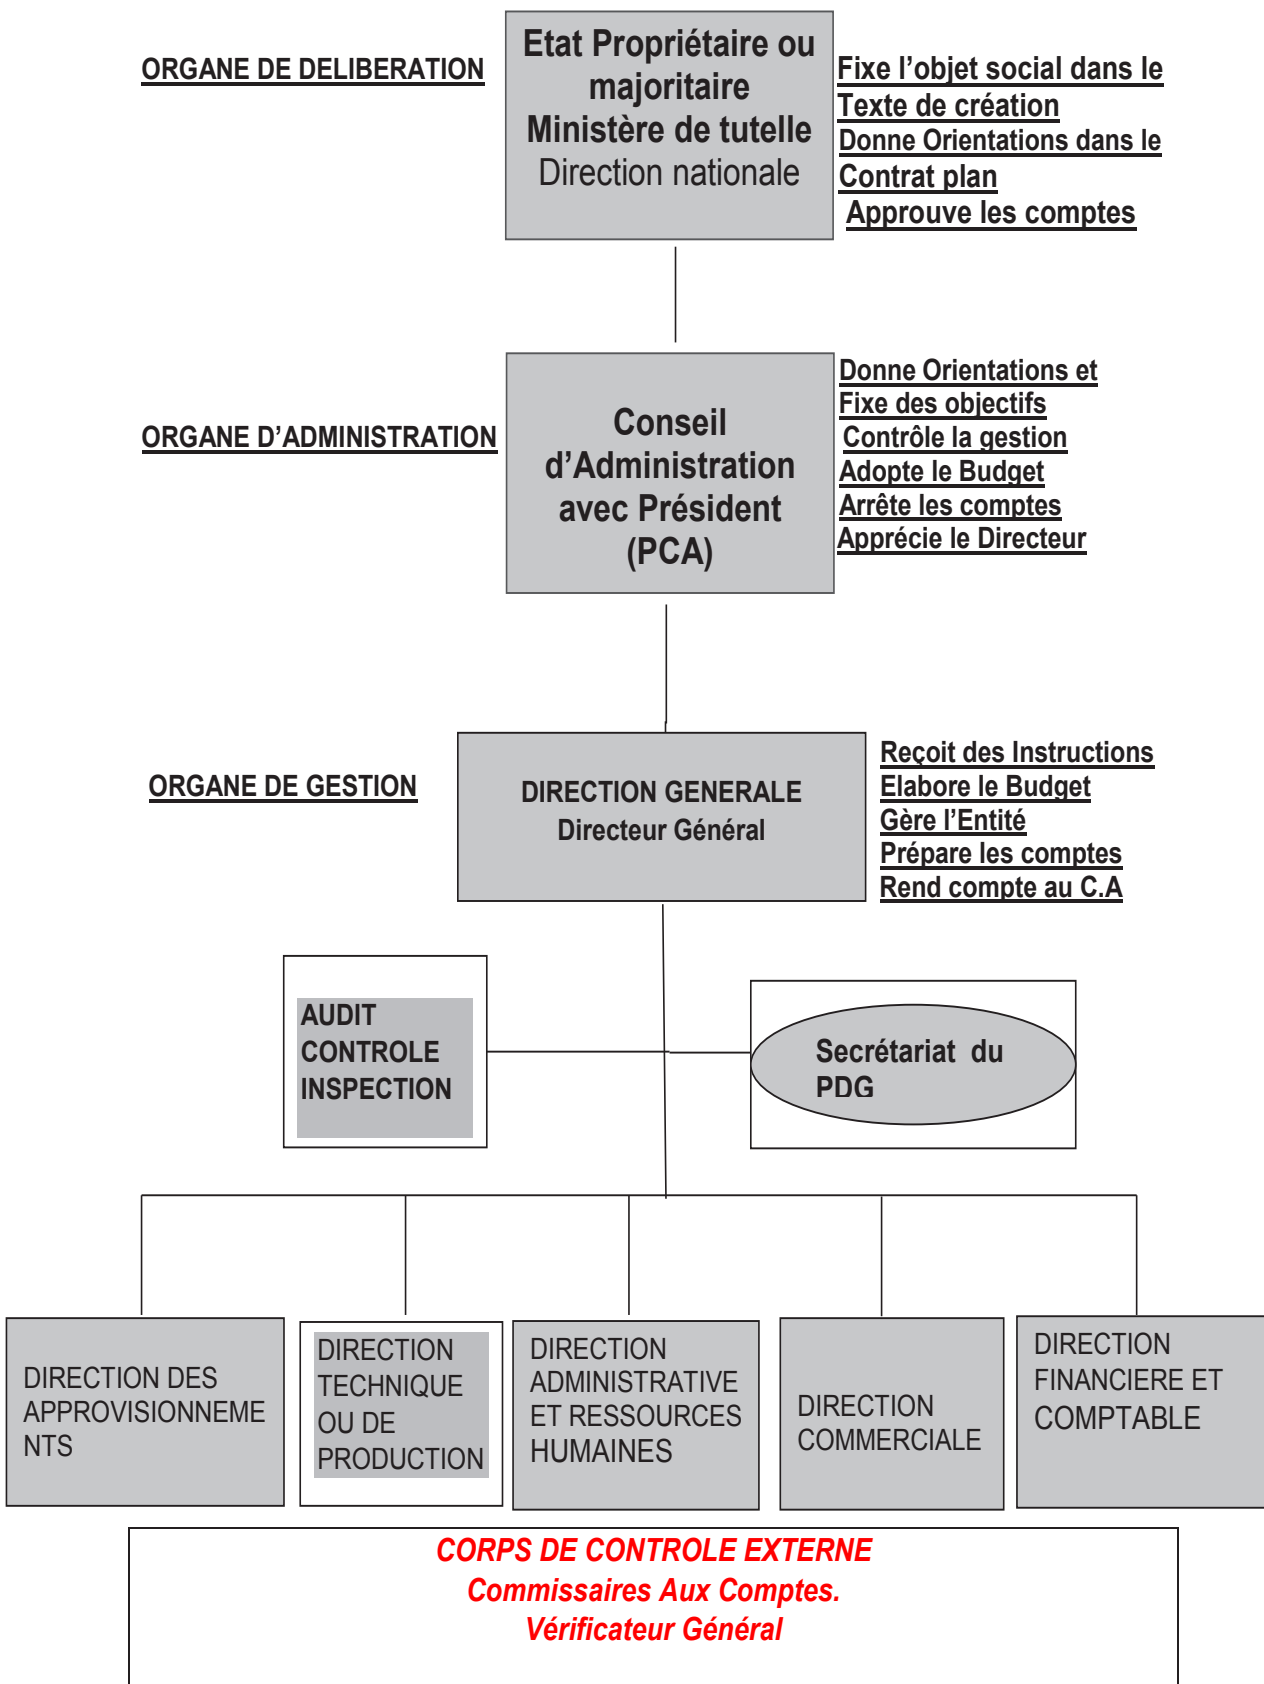 ORGANE DE DELIBERATION
Etat Propriétaire ou
majoritaire
Ministère de tutelle
Direction nationale
Fixe l’objet social dans le
Texte de création
Donne Orientations dans le
Contrat plan
Approuve les comptes
ORGANE D’ADMINISTRATION
Conseil
d’Administration
avec Président
(PCA)
Donne Orientations et
Fixe des objectifs
Contrôle la gestion
Adopte le Budget
Arrête les comptes
Apprécie le Directeur
ORGANE DE GESTION
DIRECTION GENERALE
Directeur Général
Reçoit des Instructions
Elabore le Budget
Gère l’Entité
Prépare les comptes
Rend compte au C.A
AUDIT
CONTROLE
INSPECTION
Secrétariat du
PDG
DIRECTION DES
APPROVISIONNEME
NTS
DIRECTION
TECHNIQUE
OU DE
PRODUCTION
DIRECTION
ADMINISTRATIVE
ET RESSOURCES
HUMAINES
DIRECTION
COMMERCIALE
DIRECTION
FINANCIERE ET
COMPTABLE
CORPS DE CONTROLE EXTERNE
Commissaires Aux Comptes.
Vérificateur Général